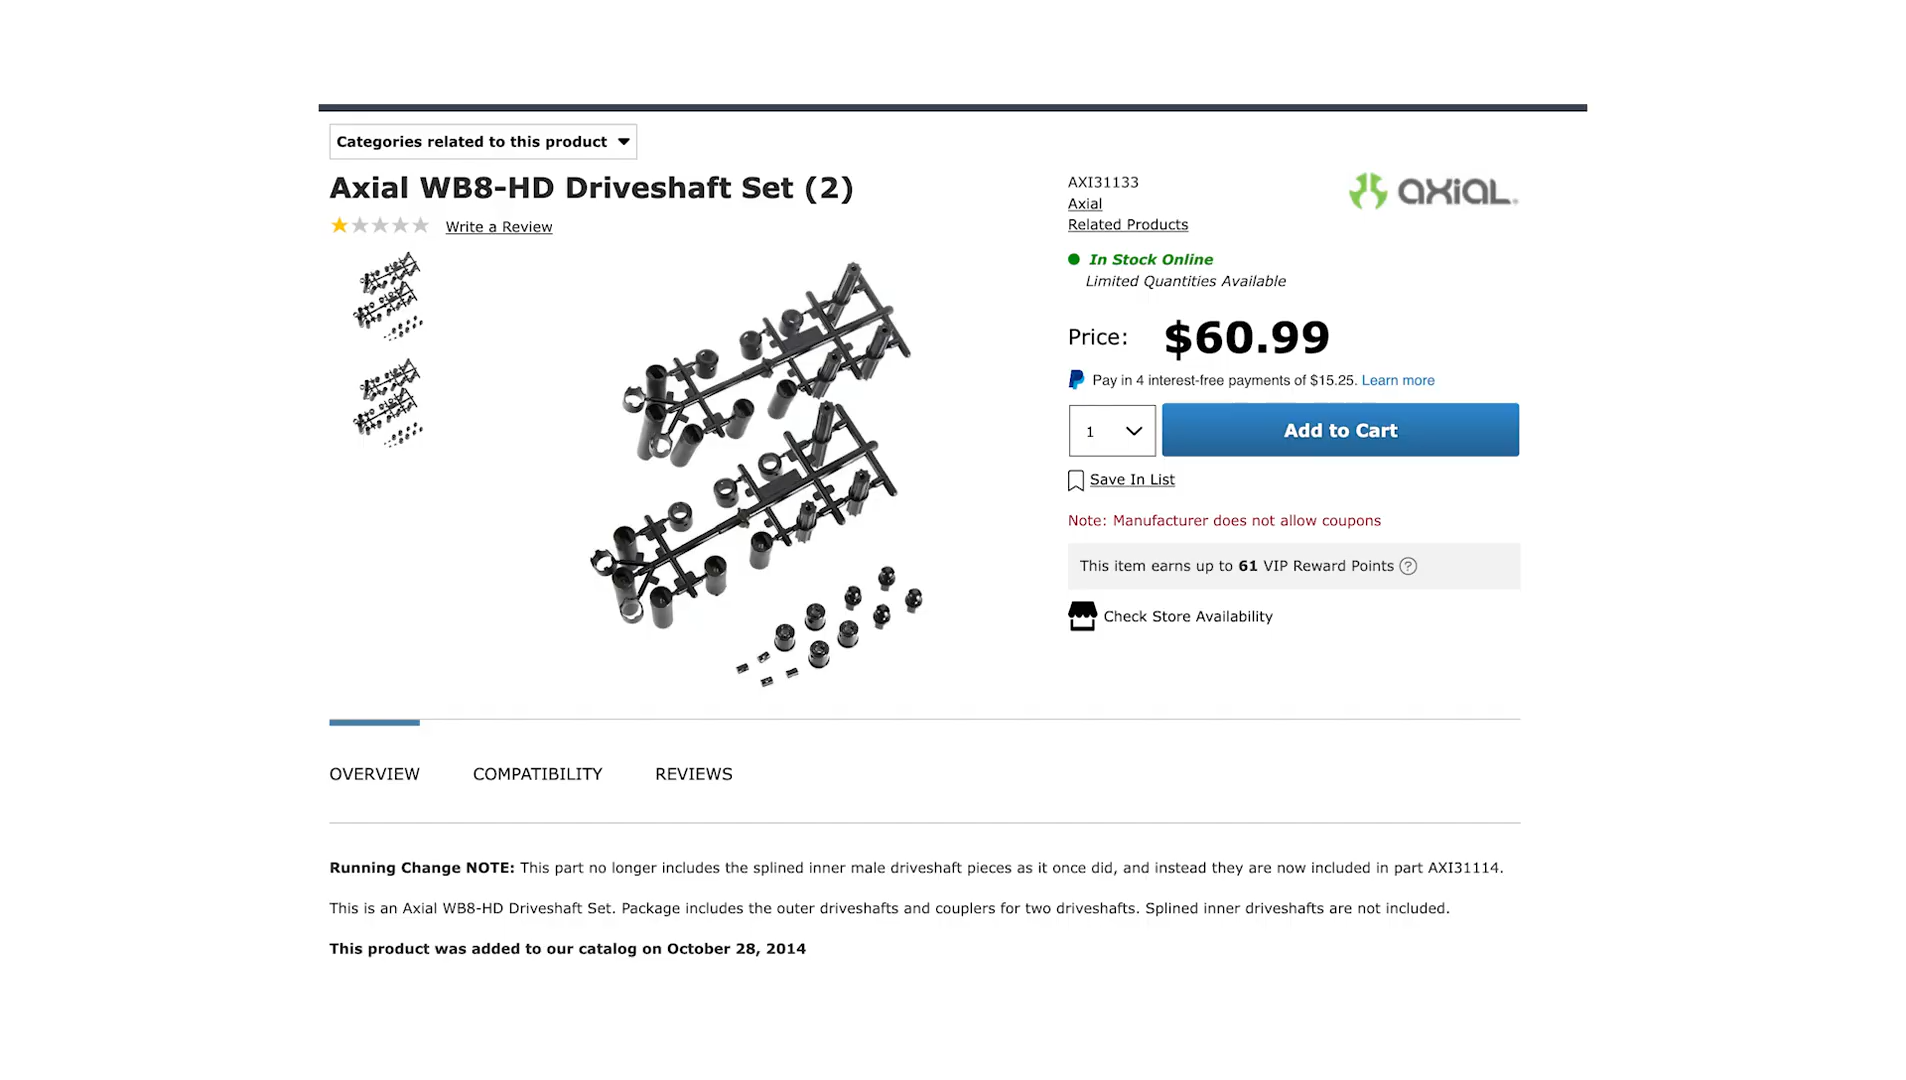 Categories related to this product
Axial WB8-HD Driveshaft Set (2)
Write a Review
AXI31133
Axial
Related Products
AXIAL
In Stock Online
Limited Quantities Available
Price: $60.99
Pay in 4 interest-free payments of $15.25. Learn more
1
Add to Cart
Save In List
Note: Manufacturer does not allow coupons
This item earns up to 61 VIP Reward Points ?
Check Store Availability
OVERVIEW COMPATIBILITY REVIEWS
Running Change NOTE: This part no longer includes the splined inner male driveshaft pieces as it once did, and instead they are now included in part AXI31114.
This is an Axial WB8-HD Driveshaft Set. Package includes the outer driveshafts and couplers for two driveshafts. Splined inner driveshafts are not included.
This product was added to our catalog on October 28, 2014